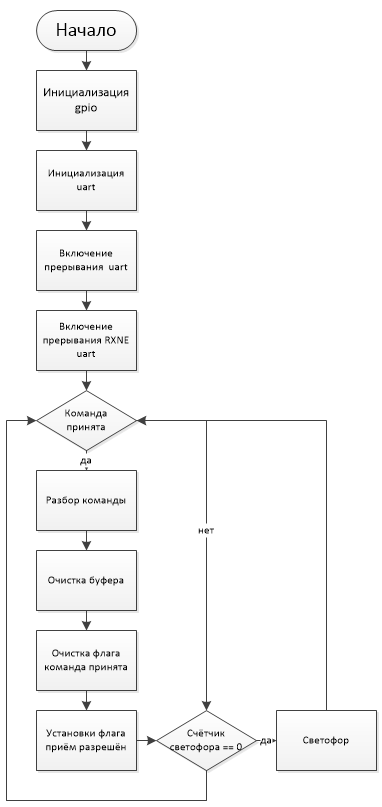 Начало
Инициализация
gpio
Инициализация
uart
Включение
прерывания uart
Включение
прерывания RXNE
uart
Команда
принята
да
Разбор команды
нет
Очистка буфера
Очистка флага
команда принята
Установки флага
приём разрешён
Счётчик
светофора == 0
да
Светофор